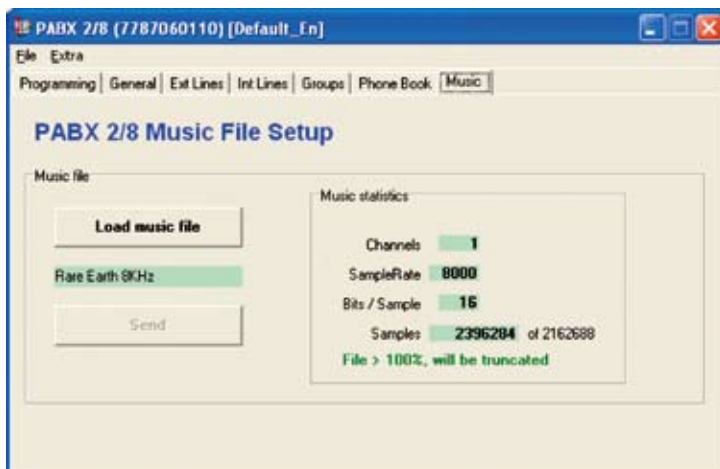 PABX 2/8 (7787060110) [Default_En]
File Extra
Programming General Ext Lines Int Lines Groups Phone Book Music
PABX 2/8 Music File Setup
Music file
Load music file
Rare Earth 8KHz
Send
Music statistics
Channels 1
SampleRate 8000
Bits / Sample 16
Samples 2396284 of 2162688
File > 100%, will be truncated